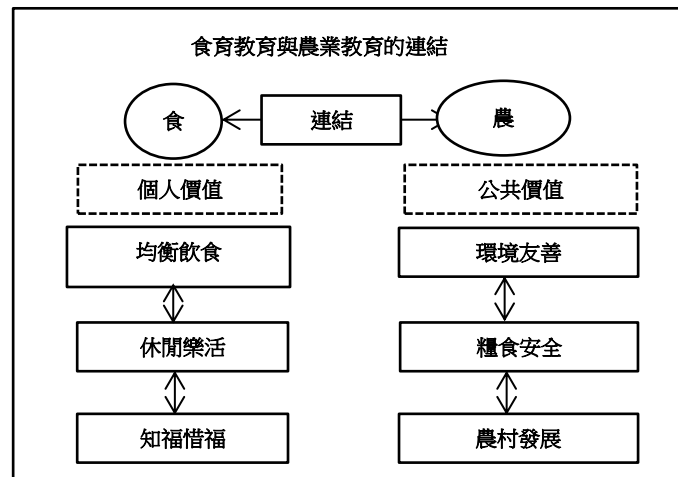 食育教育與農業教育的連結
食
連結
農
個人價值
公共價值
均衡飲食
環境友善
休閒樂活
糧食安全
知福惜福
農村發展